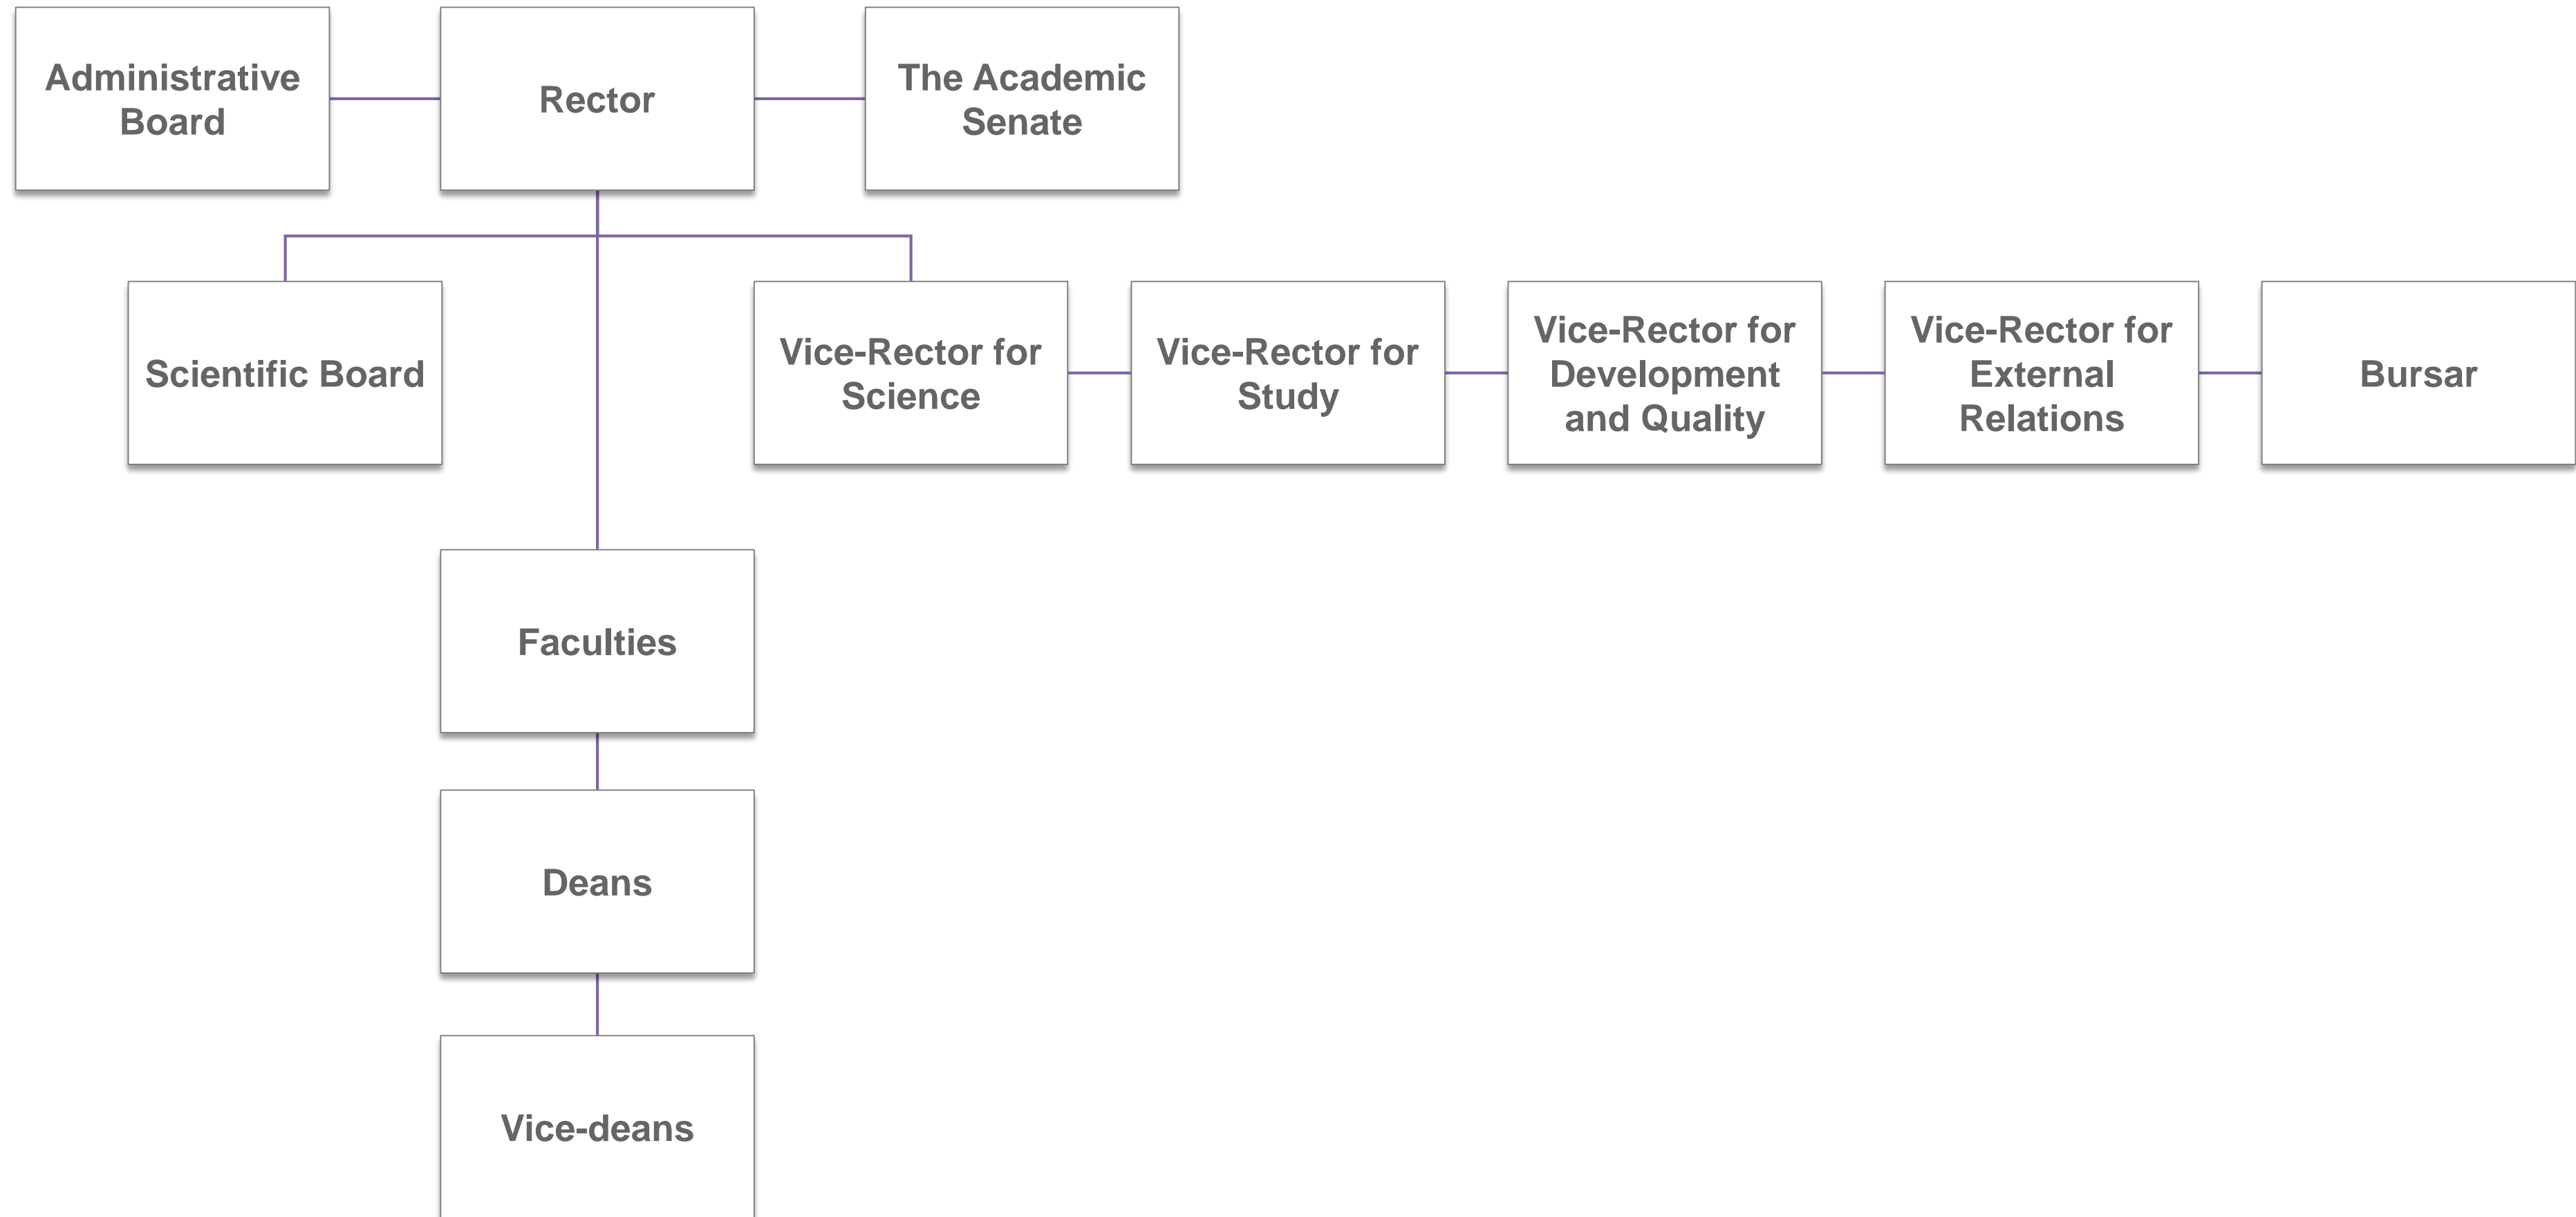 Administrative
Board
Rector
The Academic
Senate
Scientific Board
Vice-Rector for
Science
Vice-Rector for
Study
Vice-Rector for
Development
and Quality
Vice-Rector for
External
Relations
Bursar
Faculties
Deans
Vice-deans